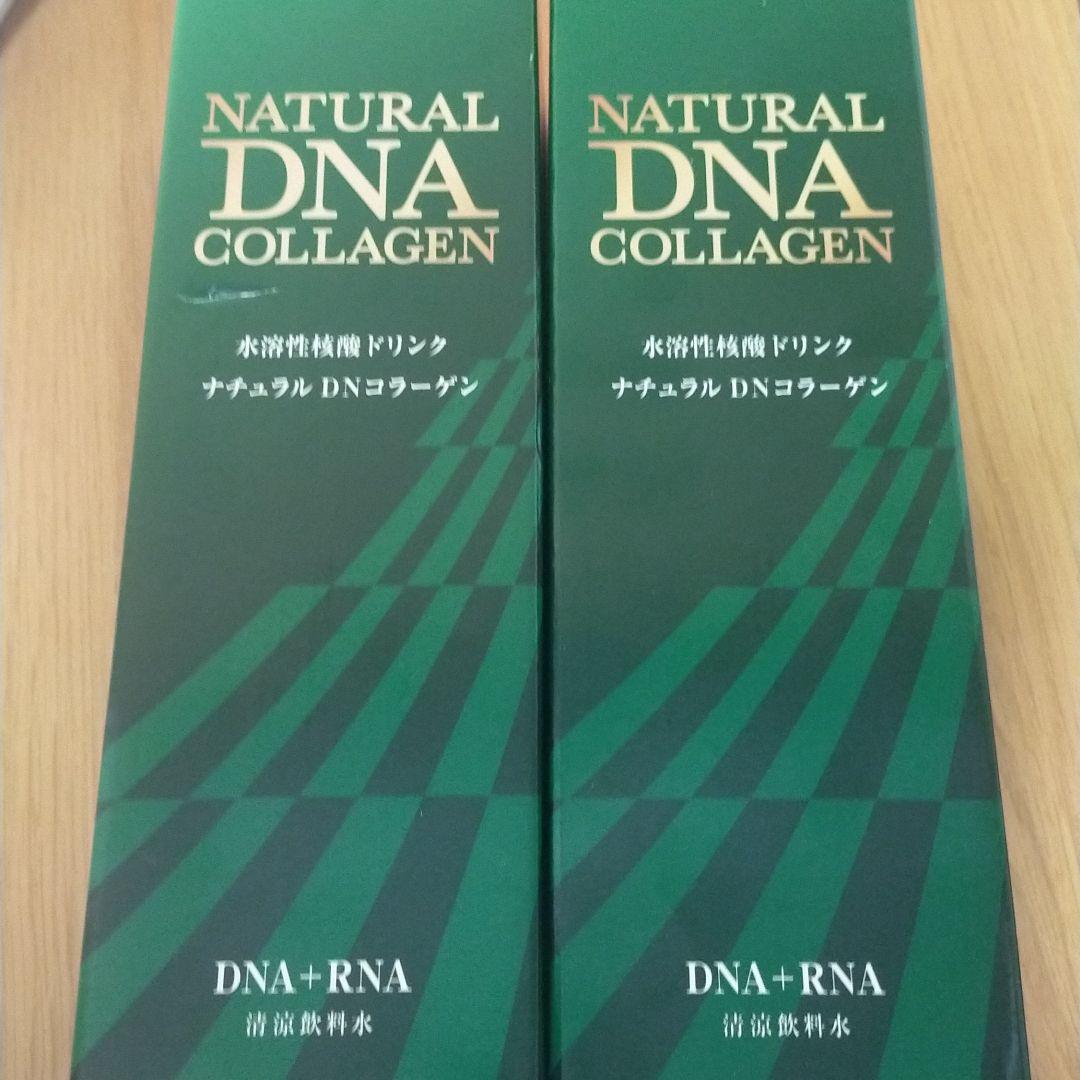 NATURAL
DNA
COLLAGEN
水溶性核酸ドリンク
ナチュラル DNコラーゲン
DNA+RNA
清涼飲料水
NATURAL
DNA
COLLAGEN
水溶性核酸ドリンク
ナチュラル DNコラーゲン
DNA+RNA
清涼飲料水